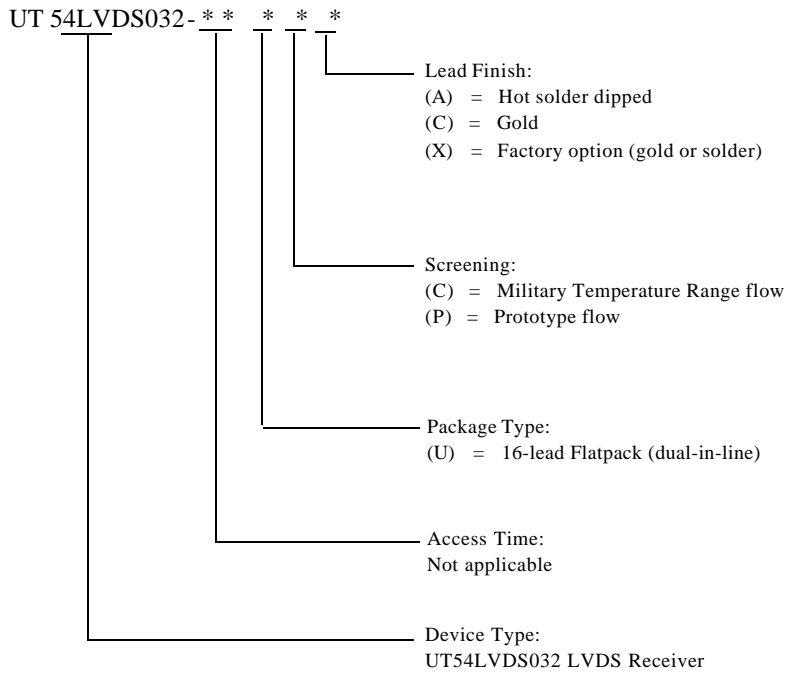 UT 54LVDS032- * * * * *
Lead Finish:
(A) = Hot solder dipped
(C) = Gold
(X) = Factory option (gold or solder)
Screening:
(C) = Military Temperature Range flow
(P) = Prototype flow
Package Type:
(U) = 16-lead Flatpack (dual-in-line)
Access Time:
Not applicable
Device Type:
UT54LVDS032 LVDS Receiver